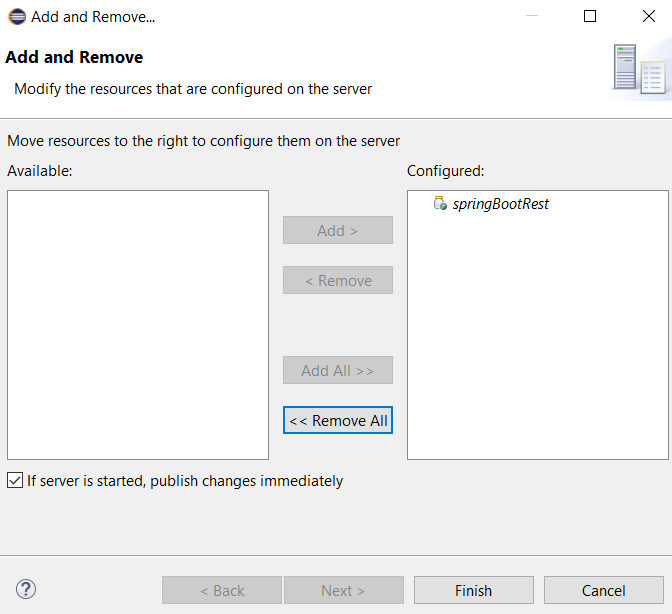 Add and Remove...
Add and Remove
Modify the resources that are configured on the server
Move resources to the right to configure them on the server
Available:
Configured:
springBootRest
Add >
< Remove
Add All >>
<< Remove All
If server is started, publish changes immediately
?
< Back
Next >
Finish
Cancel